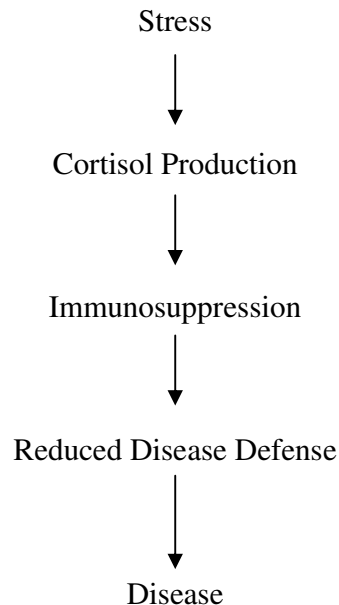 Stress
Cortisol Production
Immunosuppression
Reduced Disease Defense
Disease